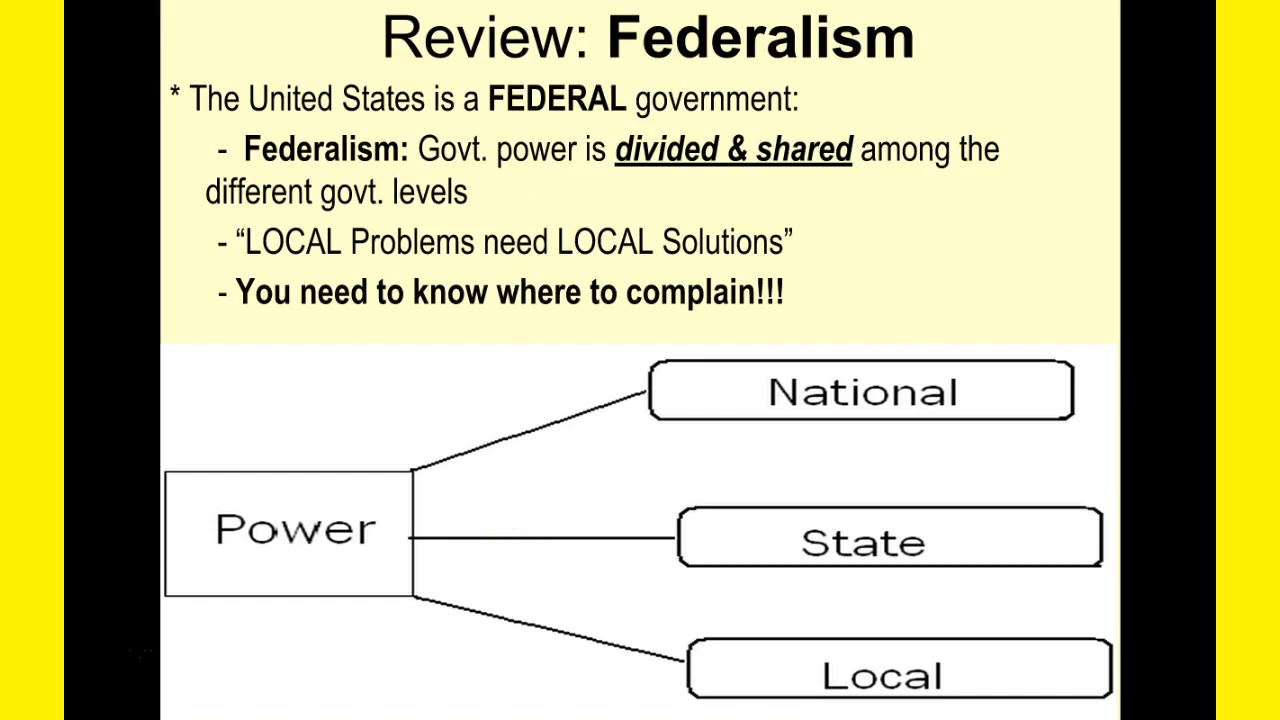 Review: Federalism
* The United States is a FEDERAL government:
- Federalism: Govt. power is divided & shared among the
different govt. levels
- “LOCAL Problems need LOCAL Solutions”
- You need to know where to complain!!!
National
Power
State
Local